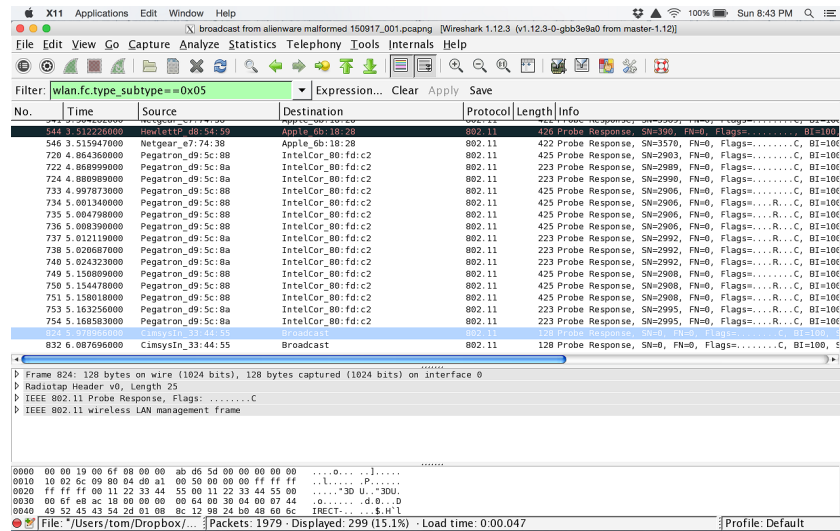 X11 Applications Edit Window Help 100% Sun 8:43 PM
broadcast from alienware malformed 150917_001.pcapng [Wireshark 1.12.3 (v1.12.3-0-gbb3e9a0 from master-1.12)]
File Edit View Go Capture Analyze Statistics Telephony Tools Internals Help
Filter: wlan.fc.type_subtype==0x05 Expression... Clear Apply Save
No. Time Source Destination Protocol Length Info
544 3.512226000 HewlettP_d8:54:59 Apple_6b:18:28 802.11 426 Probe Response, SN=390, FN=0, Flags=........., BI=100
546 3.515947000 Netgear_e7:74:38 Apple_6b:18:28 802.11 422 Probe Response, SN=3570, FN=0, Flags=........C, BI=100
720 4.864360000 Pegatron_d9:5c:88 IntelCor_80:fd:c2 802.11 425 Probe Response, SN=2903, FN=0, Flags=........C, BI=100
722 4.868999000 Pegatron_d9:5c:8a IntelCor_80:fd:c2 802.11 223 Probe Response, SN=2989, FN=0, Flags=........C, BI=100
724 4.880989000 Pegatron_d9:5c:8a IntelCor_80:fd:c2 802.11 223 Probe Response, SN=2990, FN=0, Flags=........C, BI=100
733 4.997873000 Pegatron_d9:5c:88 IntelCor_80:fd:c2 802.11 425 Probe Response, SN=2906, FN=0, Flags=........C, BI=100
734 5.001340000 Pegatron_d9:5c:88 IntelCor_80:fd:c2 802.11 425 Probe Response, SN=2906, FN=0, Flags=....R...C, BI=100
735 5.004798000 Pegatron_d9:5c:88 IntelCor_80:fd:c2 802.11 425 Probe Response, SN=2906, FN=0, Flags=....R...C, BI=100
736 5.008390000 Pegatron_d9:5c:88 IntelCor_80:fd:c2 802.11 425 Probe Response, SN=2906, FN=0, Flags=....R...C, BI=100
737 5.012119000 Pegatron_d9:5c:8a IntelCor_80:fd:c2 802.11 223 Probe Response, SN=2992, FN=0, Flags=........C, BI=100
738 5.020687000 Pegatron_d9:5c:8a IntelCor_80:fd:c2 802.11 223 Probe Response, SN=2992, FN=0, Flags=....R...C, BI=100
740 5.024323000 Pegatron_d9:5c:8a IntelCor_80:fd:c2 802.11 223 Probe Response, SN=2992, FN=0, Flags=....R...C, BI=100
749 5.150809000 Pegatron_d9:5c:88 IntelCor_80:fd:c2 802.11 425 Probe Response, SN=2908, FN=0, Flags=........C, BI=100
750 5.154478000 Pegatron_d9:5c:88 IntelCor_80:fd:c2 802.11 425 Probe Response, SN=2908, FN=0, Flags=....R...C, BI=100
751 5.158018000 Pegatron_d9:5c:88 IntelCor_80:fd:c2 802.11 425 Probe Response, SN=2908, FN=0, Flags=....R...C, BI=100
753 5.163256000 Pegatron_d9:5c:8a IntelCor_80:fd:c2 802.11 223 Probe Response, SN=2995, FN=0, Flags=........C, BI=100
754 5.168583000 Pegatron_d9:5c:8a IntelCor_80:fd:c2 802.11 223 Probe Response, SN=2995, FN=0, Flags=....R...C, BI=100
824 5.978966000 CimsysIn_33:44:55 Broadcast 802.11 128 Probe Response, SN=0, FN=0, Flags=........C, BI=100, S
832 6.087696000 CimsysIn_33:44:55 Broadcast 802.11 128 Probe Response, SN=0, FN=0, Flags=........C, BI=100, S
Frame 824: 128 bytes on wire (1024 bits), 128 bytes captured (1024 bits) on interface 0
Radiotap Header v0, Length 25
IEEE 802.11 Probe Response, Flags: ........C
IEEE 802.11 wireless LAN management frame
0000 00 00 19 00 6f 08 00 00 ab d6 5d 00 00 00 00 00 ....o... ..].....
0010 10 02 6c 09 80 04 d0 a1 00 50 00 00 00 ff ff ff ..l..... .P......
0020 ff ff ff 00 11 22 33 44 55 00 11 22 33 44 55 00 ....."3D U.."3DU.
0030 00 6f e8 ac 18 00 00 00 00 64 00 30 04 00 07 44 .o...... .d.0...D
0040 49 52 45 43 54 2d 01 08 8c 12 98 24 b0 48 60 6c IRECT-.. ...$.H`l
File: "/Users/tom/Dropbox/... Packets: 1979 · Displayed: 299 (15.1%) · Load time: 0:00.047 Profile: Default